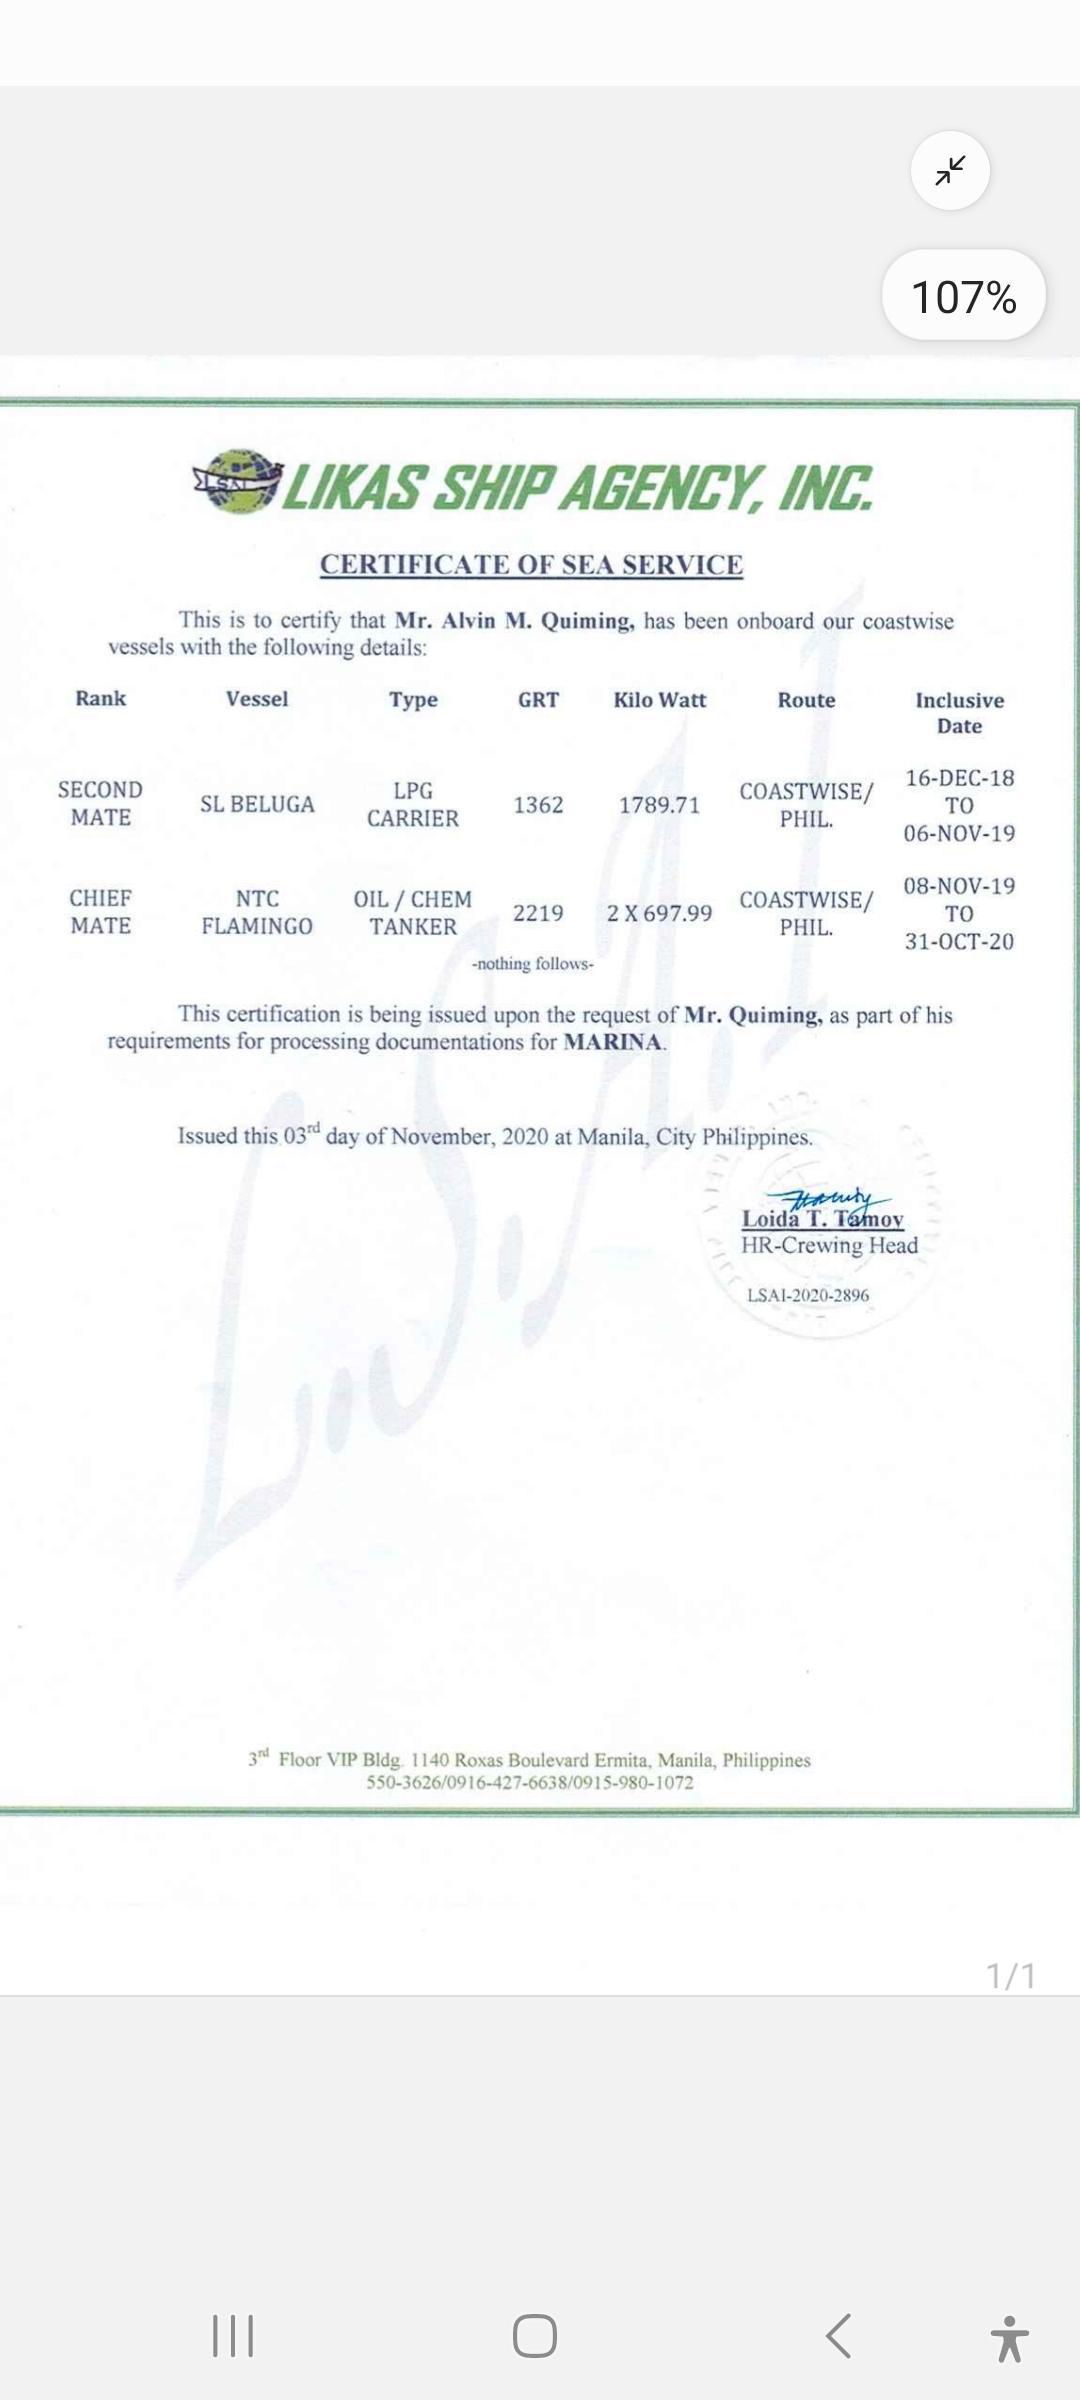 107%
LSAI
LIKAS SHIP AGENCY, INC.
CERTIFICATE OF SEA SERVICE
This is to certify that Mr. Alvin M. Quiming, has been onboard our coastwise
vessels with the following details:
Rank Vessel Type GRT Kilo Watt Route Inclusive
Date
SECOND MATE SL BELUGA LPG CARRIER 1362 1789.71 COASTWISE/ PHIL. 16-DEC-18 TO 06-NOV-19
CHIEF MATE NTC FLAMINGO OIL / CHEM TANKER 2219 2 X 697.99 COASTWISE/ PHIL. 08-NOV-19 TO 31-OCT-20
-nothing follows-
This certification is being issued upon the request of Mr. Quiming, as part of his
requirements for processing documentations for MARINA.
Issued this 03rd day of November, 2020 at Manila, City Philippines.
Loida T. Tamoy
HR-Crewing Head
LSAI-2020-2896
L.S.A.I
3rd Floor VIP Bldg. 1140 Roxas Boulevard Ermita, Manila, Philippines
550-3626/0916-427-6638/0915-980-1072
1/1